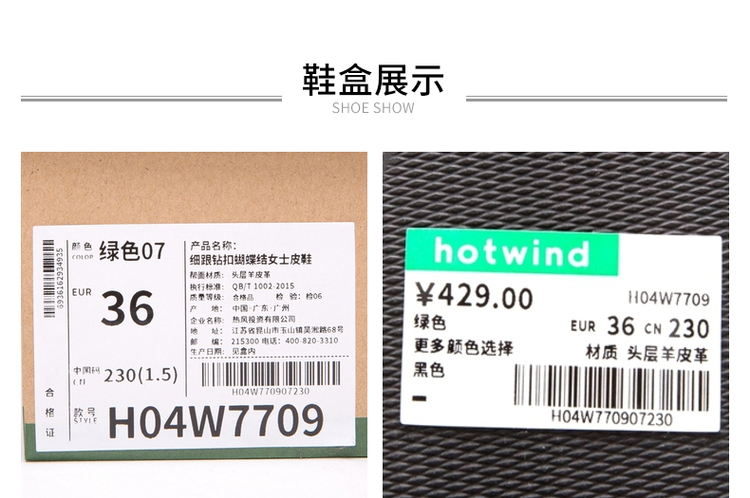 鞋盒展示
SHOE SHOW
颜色 绿色07
COLOR
EUR 36
中国码 230(1.5)
CN
合格证
款号 H04W7709
STYLE
6936162934935
产品名称：
细跟钻扣蝴蝶结女士皮鞋
帮面材质： 头层羊皮革
执行标准： QB/T 1002-2015
质量等级： 合格品 检 验：检06
产 地： 中国·广东·广州
企业名称： 热风投资有限公司
地 址： 江苏省昆山市玉山镇吴淞路68号
邮 编： 215300 电话：400-820-3310
生产日期： 见盒内
H04W770907230
hotwind
¥429.00
H04W7709
绿色
EUR 36 CN 230
更多颜色选择
材质 头层羊皮革
黑色
H04W770907230